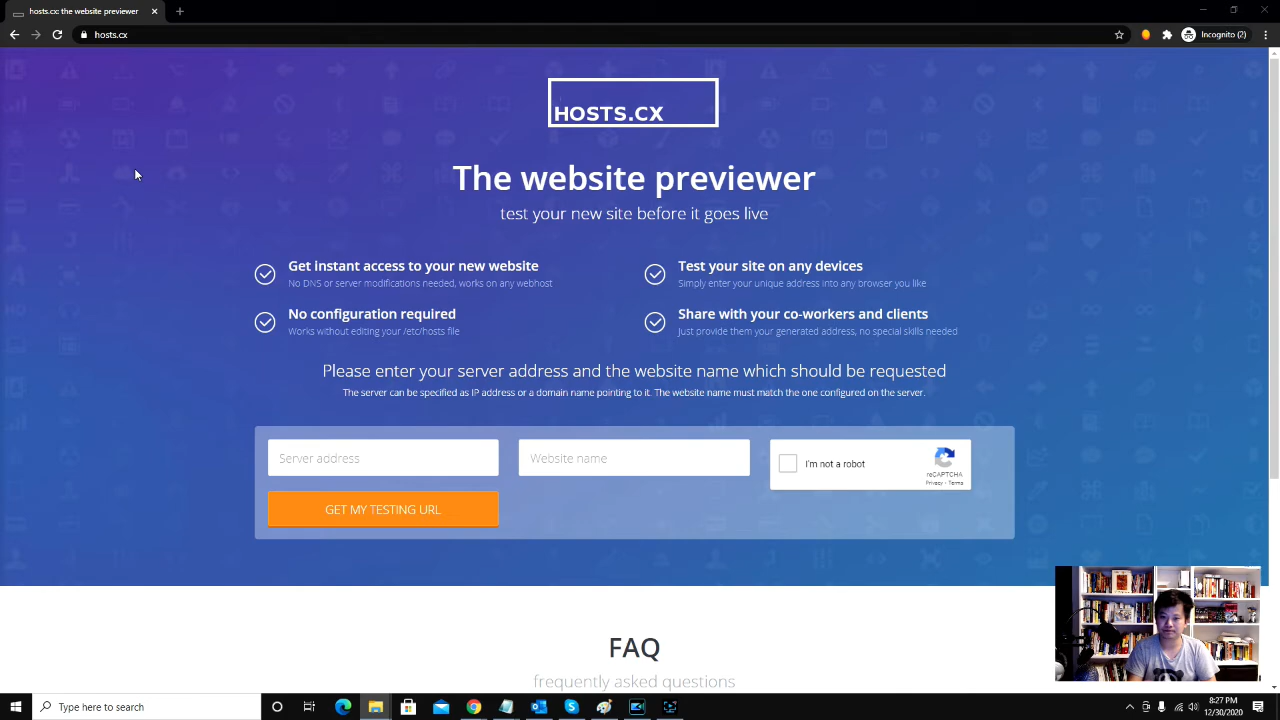 hosts.cx the websites previewer
hosts.cx
Incognito (2)
HOSTS.CX
The website previewer
test your new site before it goes live
Get instant access to your new website
No DNS or server modifications needed, works on any webhost
Test your site on any devices
Simply enter your unique address into any browser you like
No configuration required
Works without editing your /etc/hosts file
Share with your co-workers and clients
Just provide them your generated address, no special skills needed
Please enter your server address and the website name which should be requested
The server can be specified as IP address or a domain name pointing to it. The website name must match the one configured on the server.
Server address
Website name
I'm not a robot
reCAPTCHA
Privacy - Terms
GET MY TESTING URL
FAQ
frequently asked questions
Type here to search
8:27 PM
12/30/2020